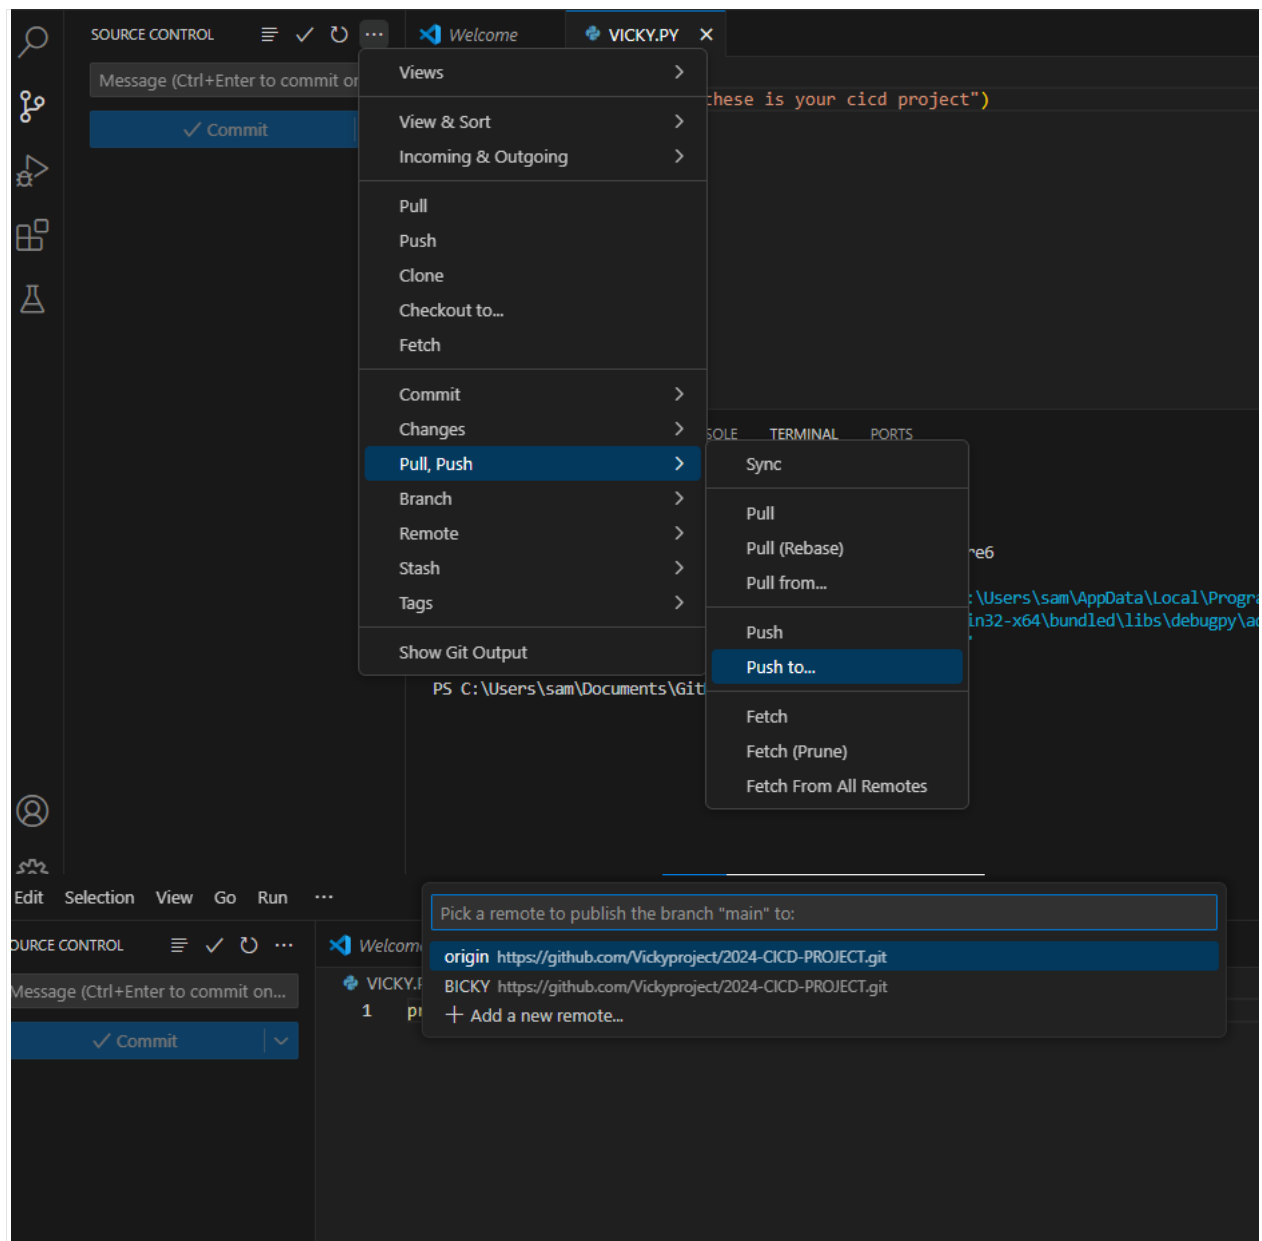 SOURCE CONTROL
Welcome
VICKY.PY
Message (Ctrl+Enter to commit on
Commit
these is your cicd project")
Views
View & Sort
Incoming & Outgoing
Pull
Push
Clone
Checkout to...
Fetch
Commit
Changes
Pull, Push
Branch
Remote
Stash
Tags
Show Git Output
SOLE TERMINAL PORTS
Sync
Pull
Pull (Rebase)
Pull from...
Push
Push to...
Fetch
Fetch (Prune)
Fetch From All Remotes
re6
:\Users\sam\AppData\Local\Progra
in32-x64\bundled\libs\debugpy\ad
PS C:\Users\sam\Documents\Git
Edit Selection View Go Run ...
Pick a remote to publish the branch "main" to:
origin https://github.com/Vickyproject/2024-CICD-PROJECT.git
BICKY https://github.com/Vickyproject/2024-CICD-PROJECT.git
+ Add a new remote...
OURCE CONTROL
Welcome
Message (Ctrl+Enter to commit on...
VICKY.P
1 pr
Commit